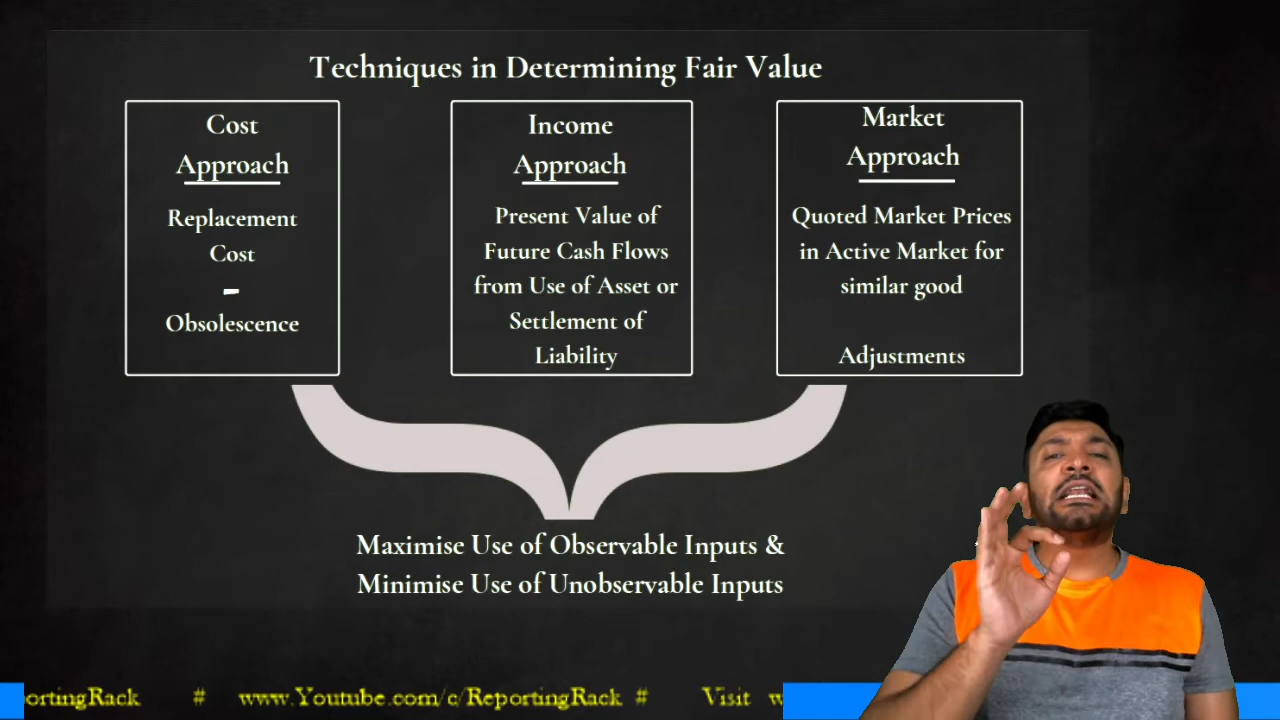 Techniques in Determining Fair Value
Cost
Approach
Replacement
Cost
-
Obsolescence
Income
Approach
Present Value of
Future Cash Flows
from Use of Asset or
Settlement of
Liability
Market
Approach
Quoted Market Prices
in Active Market for
similar good
Adjustments
Maximise Use of Observable Inputs &
Minimise Use of Unobservable Inputs
ortingRack # www.Youtube.com/c/ReportingRack # Visit w